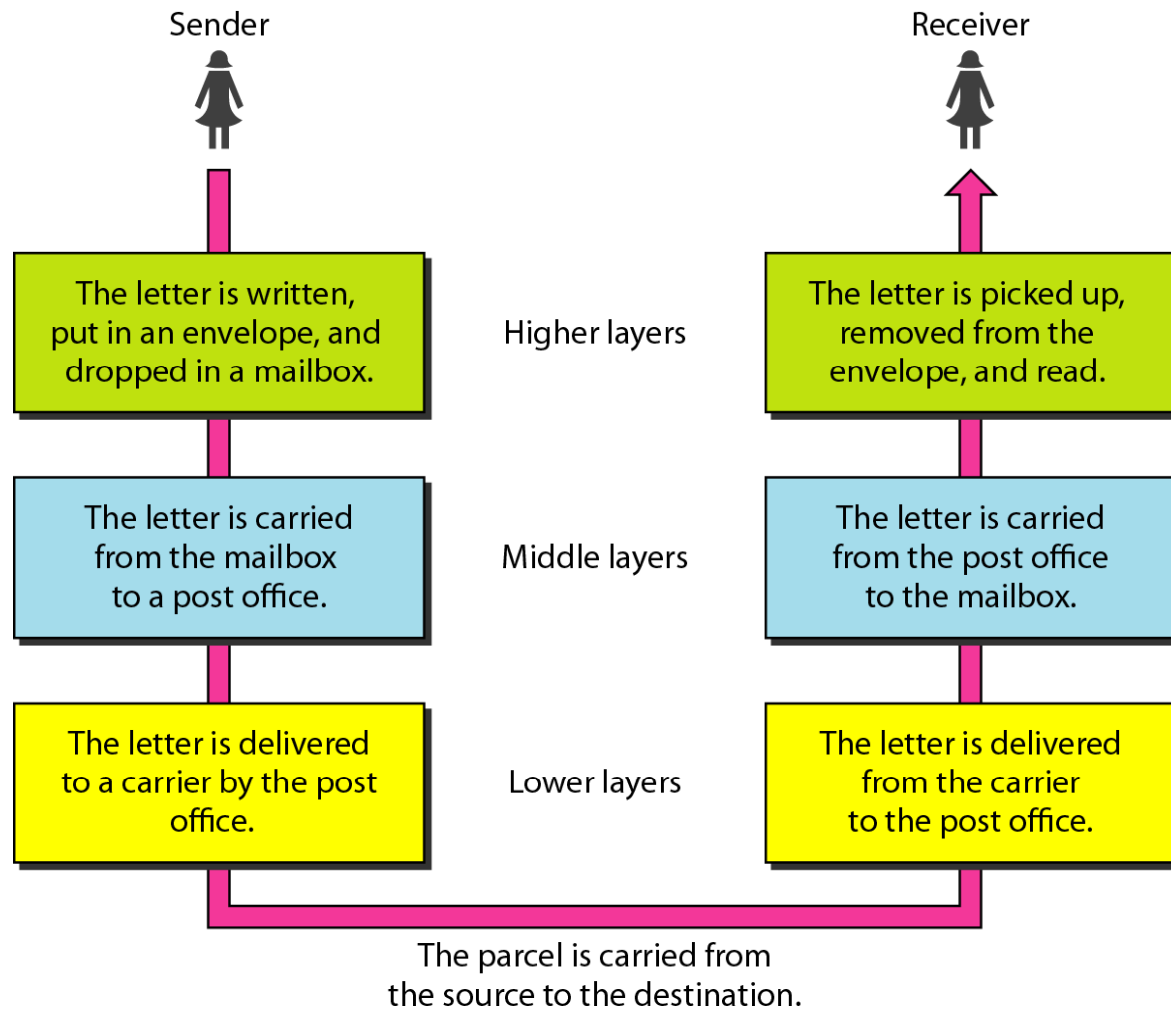 Sender
Receiver
The letter is written,
put in an envelope, and
dropped in a mailbox.
Higher layers
The letter is picked up,
removed from the
envelope, and read.
The letter is carried
from the mailbox
to a post office.
Middle layers
The letter is carried
from the post office
to the mailbox.
The letter is delivered
to a carrier by the post
office.
Lower layers
The letter is delivered
from the carrier
to the post office.
The parcel is carried from
the source to the destination.